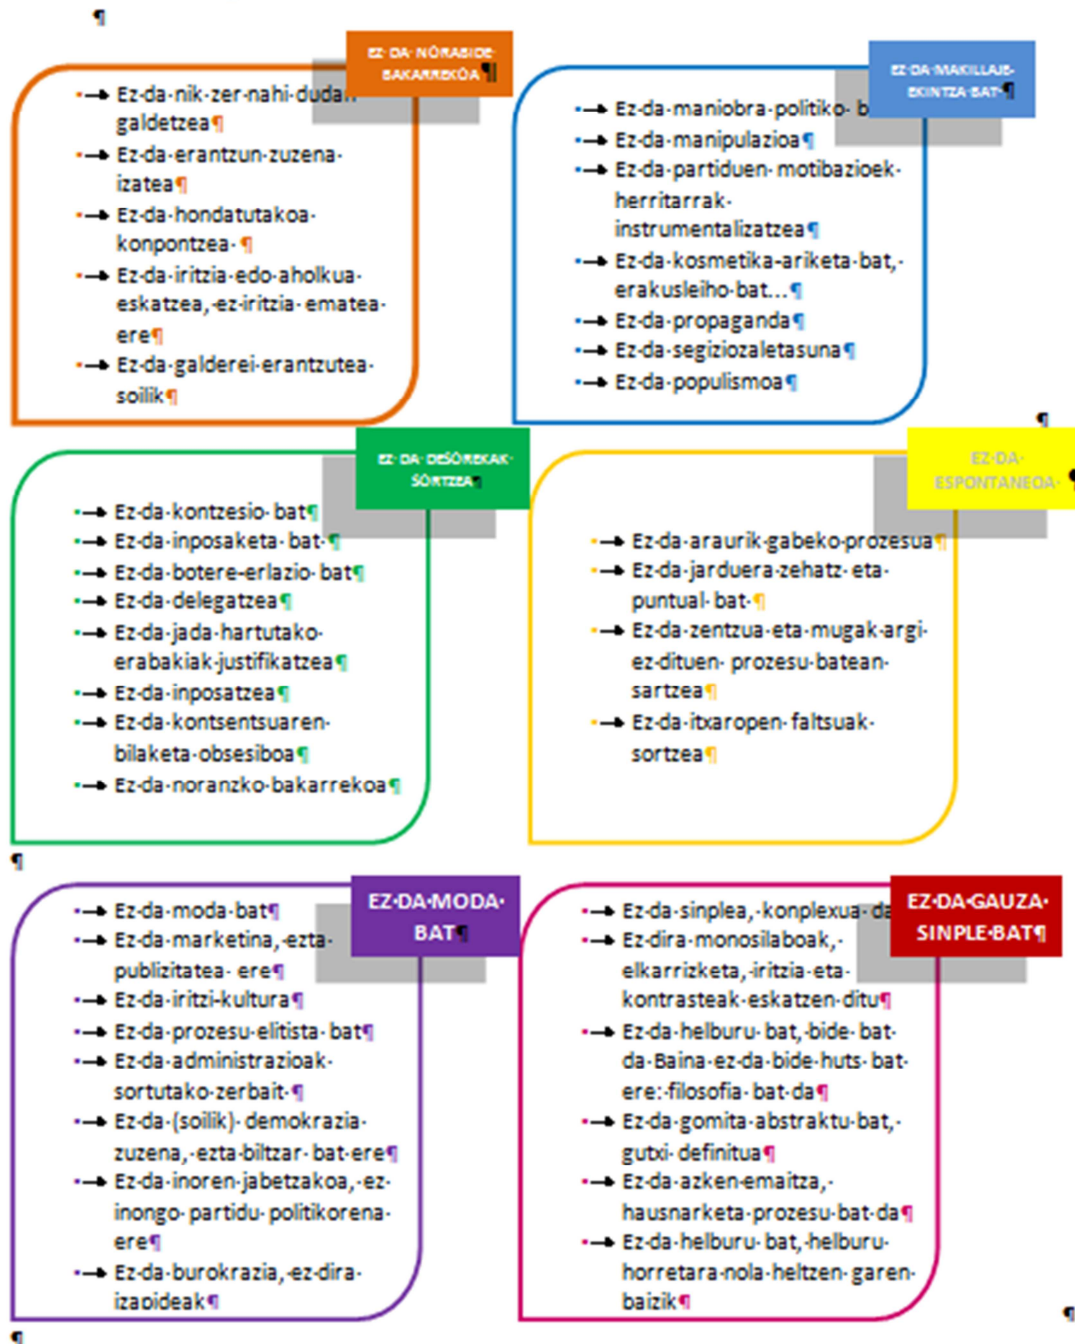 EZ DA NORABIDE
BAKARREKOA
Ez da nik zer nahi dudan
galdetzea
Ez da erantzun zuzena
izatea
Ez da hondatutakoa
konpontzea
Ez da iritzia edo aholkua
eskatzea, ez iritzia ematea
ere
Ez da galderei erantzutea
soilik
EZ DA MAKILLAJE
EKINTZA BAT
Ez da maniobra politiko b
Ez da manipulazioa
Ez da partiduen motibazioek
herritarrak
instrumentalizatzea
Ez da kosmetika-ariketa bat,
erakusleiho bat...
Ez da propaganda
Ez da segiziozaletasuna
Ez da populismoa
EZ DA DESOREKAK
SORTZEA
Ez da kontzesio bat
Ez da inposaketa bat
Ez da botere-erlazio bat
Ez da delegatzea
Ez da jada hartutako
erabakiak justifikatzea
Ez da inposatzea
Ez da kontsentsuaren
bilaketa obsesiboa
Ez da noranzko bakarrekoa
EZ DA
ESPONTANEOA
Ez da araurik gabeko prozesua
Ez da jarduera zehatz eta
puntual bat
Ez da zentzua eta mugak argi
ez dituen prozesu batean
sartzea
Ez da itxaropen faltsuak
sortzea
EZ DA MODA
BAT
Ez da moda bat
Ez da marketina, ezta
publizitatea ere
Ez da iritzi-kultura
Ez da prozesu elitista bat
Ez da administrazioak
sortutako zerbait
Ez da (soilik) demokrazia
zuzena, ezta biltzar bat ere
Ez da inoren jabetzakoa, ez
inongo partidu politikorena
ere
Ez da burokrazia, ez dira
izapideak
EZ DA GAUZA
SINPLE BAT
Ez da sinplea, konplexua da
Ez dira monosilaboak,
elkarrizketa, iritzia eta
kontrasteak eskatzen ditu
Ez da helburu bat, bide bat
da Baina ez da bide huts bat
ere: filosofia bat da
Ez da gomita abstraktu bat,
gutxi definitua
Ez da azken emaitza,
hausnarketa prozesu bat da
Ez da helburu bat, helburu
horretara nola heltzen garen
baizik